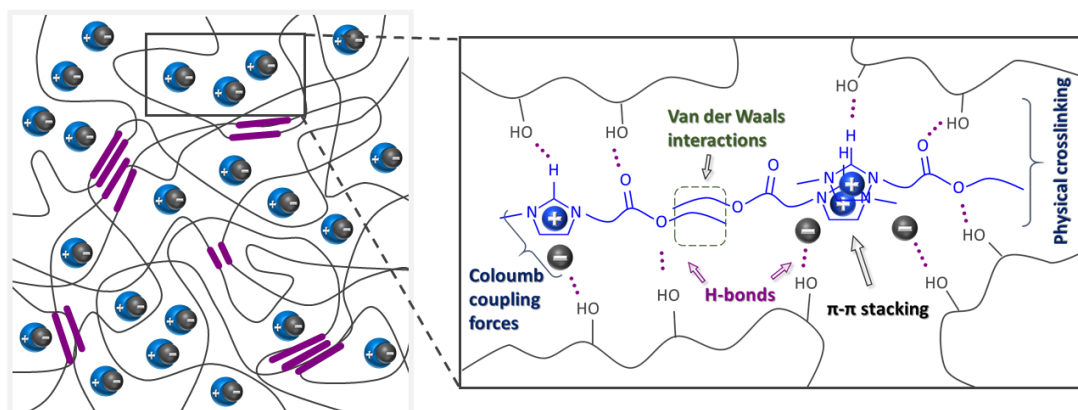 Van der Waals
interactions
Coloumb
coupling
forces
H-bonds
π-π stacking
Physical crosslinking
HO
HO
HO
HO
HO
HO
HO
HO
HO
H
N
N
O
O
O
O
H
H
N
N
N
N
O
O
+
+
+
−
−
−